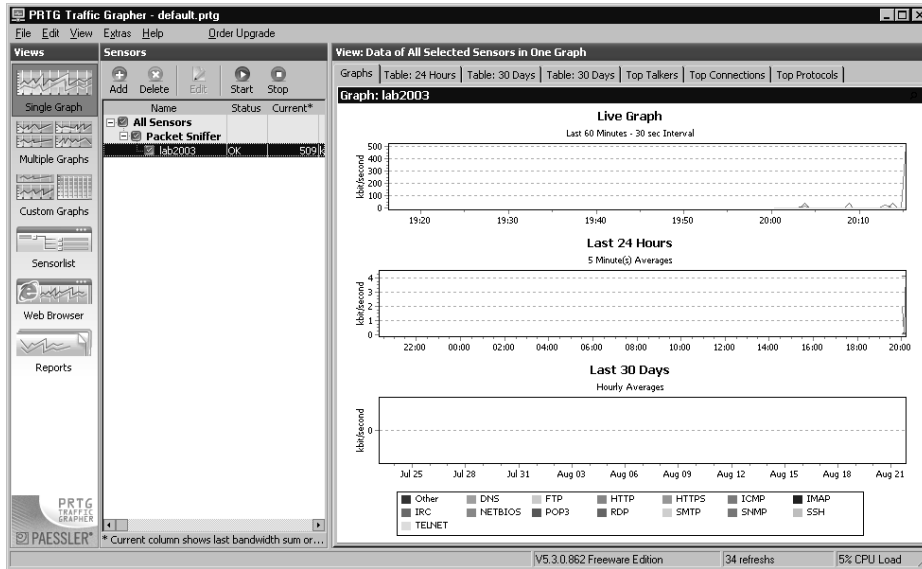 PRTG Traffic Grapher - default.prtg
File Edit View Extras Help Order Upgrade
Views
Single Graph
Multiple Graphs
Custom Graphs
Sensorlist
Web Browser
Reports
PRTG
TRAFFIC
GRAPHER
PAESSLER
Sensors
Add Delete Edit Start Stop
Name Status Current*
All Sensors
Packet Sniffer
lab2003 OK 509
* Current column shows last bandwidth sum or...
View: Data of All Selected Sensors in One Graph
Graphs Table: 24 Hours Table: 30 Days Table: 30 Days Top Talkers Top Connections Top Protocols
Graph: lab2003
Live Graph
Last 60 Minutes - 30 sec Interval
kbit/second
500
400
300
200
100
0
19:20 19:30 19:40 19:50 20:00 20:10
Last 24 Hours
5 Minute(s) Averages
kbit/second
4
3
2
1
0
22:00 00:00 02:00 04:00 06:00 08:00 10:00 12:00 14:00 16:00 18:00 20:00
Last 30 Days
Hourly Averages
kbit/second
0
Jul 25 Jul 28 Jul 31 Aug 03 Aug 06 Aug 09 Aug 12 Aug 15 Aug 18 Aug 21
Other DNS FTP HTTP HTTPS ICMP IMAP
IRC NETBIOS POP3 RDP SMTP SNMP SSH
TELNET
V5.3.0.862 Freeware Edition 34 refreshs 5% CPU Load